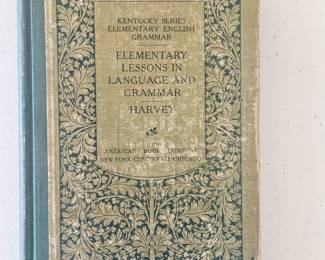 KENTUCKY SERIES
ELEMENTARY ENGLISH
GRAMMAR
ELEMENTARY
LESSONS IN
LANGUAGE AND
GRAMMAR
HARVEY
AMERICAN BOOK COMPANY
NEW YORK·CINCINNATI·CHICAGO